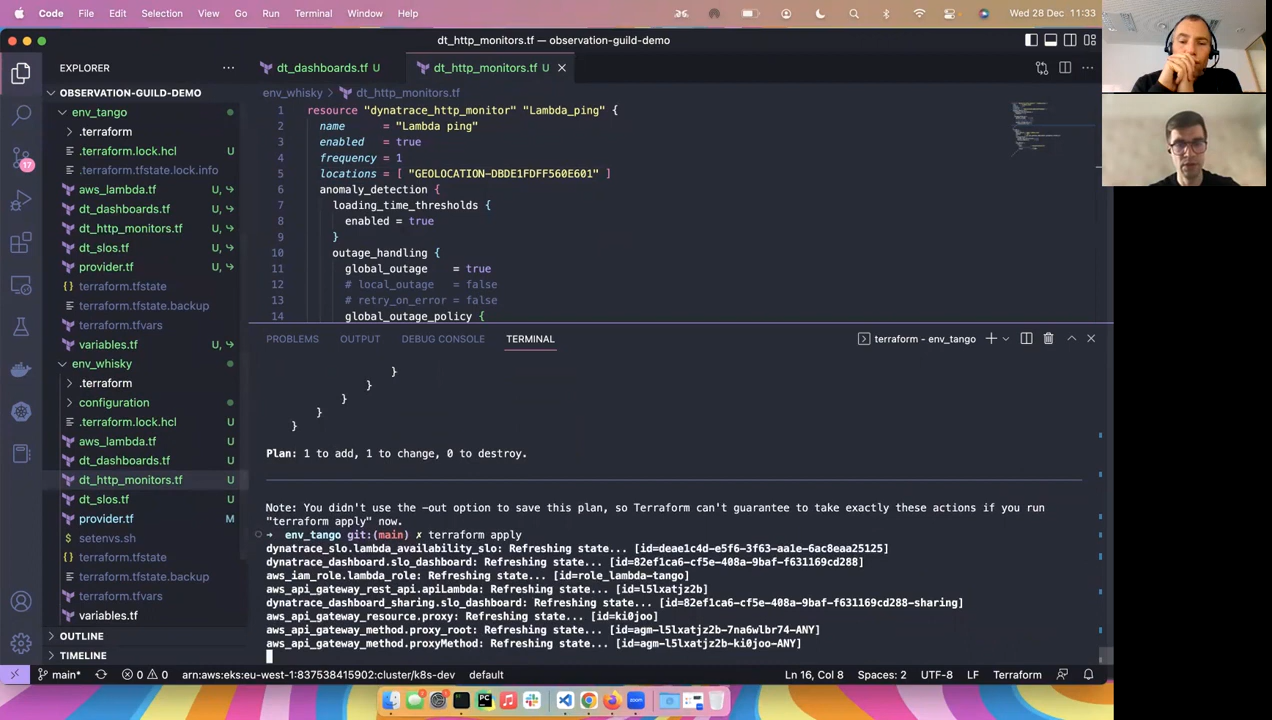 Code File Edit Selection View Go Run Terminal Window Help Wed 28 Dec 11:33
dt_http_monitors.tf — observation-guild-demo
EXPLORER
OBSERVATION-GUILD-DEMO
env_tango
.terraform
.terraform.lock.hcl U
.terraform.tfstate.lock.info
aws_lambda.tf U,
dt_dashboards.tf U,
dt_http_monitors.tf U,
dt_slos.tf U,
provider.tf U,
terraform.tfstate
terraform.tfstate.backup
terraform.tfvars
variables.tf U,
env_whisky
.terraform
configuration
.terraform.lock.hcl U
aws_lambda.tf U
dt_dashboards.tf U
dt_http_monitors.tf U
dt_slos.tf U
provider.tf M
setenvs.sh
terraform.tfstate
terraform.tfstate.backup
terraform.tfvars
variables.tf U
OUTLINE
TIMELINE
17
dt_dashboards.tf U dt_http_monitors.tf U
env_whisky > dt_http_monitors.tf
1 resource "dynatrace_http_monitor" "Lambda_ping" {
2 name = "Lambda ping"
3 enabled = true
4 frequency = 1
5 locations = [ "GEOLOCATION-DBDE1FDFF560E601" ]
6 anomaly_detection {
7 loading_time_thresholds {
8 enabled = true
9 }
10 outage_handling {
11 global_outage = true
12 # local_outage = false
13 # retry_on_error = false
14 global_outage_policy {
PROBLEMS OUTPUT DEBUG CONSOLE TERMINAL terraform - env_tango
}
}
}
}
}
Plan: 1 to add, 1 to change, 0 to destroy.
Note: You didn't use the -out option to save this plan, so Terraform can't guarantee to take exactly these actions if you run
"terraform apply" now.
→ env_tango git:(main) ✗ terraform apply
dynatrace_slo.lambda_availability_slo: Refreshing state... [id=deae1c4d-e5f6-3f63-aa1e-6ac8eaa25125]
dynatrace_dashboard.slo_dashboard: Refreshing state... [id=82ef1ca6-cf5e-408a-9baf-f631169cd288]
aws_iam_role.lambda_role: Refreshing state... [id=role_lambda-tango]
aws_api_gateway_rest_api.apiLambda: Refreshing state... [id=l5lxatjz2b]
dynatrace_dashboard_sharing.slo_dashboard: Refreshing state... [id=82ef1ca6-cf5e-408a-9baf-f631169cd288-sharing]
aws_api_gateway_resource.proxy: Refreshing state... [id=ki0joo]
aws_api_gateway_method.proxy_root: Refreshing state... [id=agm-l5lxatjz2b-7na6wlbr74-ANY]
aws_api_gateway_method.proxyMethod: Refreshing state... [id=agm-l5lxatjz2b-ki0joo-ANY]
main* 0 0 arn:aws:eks:eu-west-1:837538415902:cluster/k8s-dev default Ln 16, Col 8 Spaces: 2 UTF-8 LF Terraform